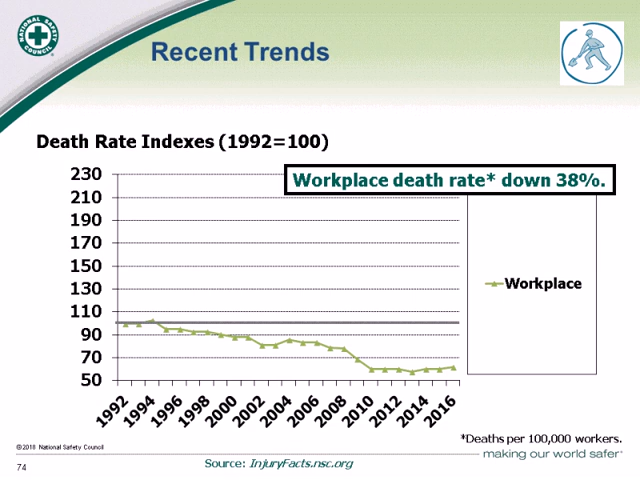 NATIONAL SAFETY COUNCIL
Recent Trends
Death Rate Indexes (1992=100)
Workplace death rate* down 38%.
230
210
190
170
150
130
110
90
70
50
Workplace
1992
1994
1996
1998
2000
2002
2004
2006
2008
2010
2012
2014
2016
*Deaths per 100,000 workers.
©2018 National Safety Council
making our world safer
74
Source: InjuryFacts.nsc.org